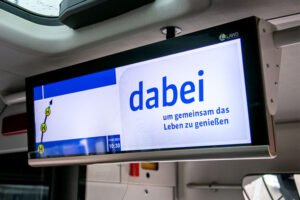 dabei
um gemeinsam das
Leben zu genießen